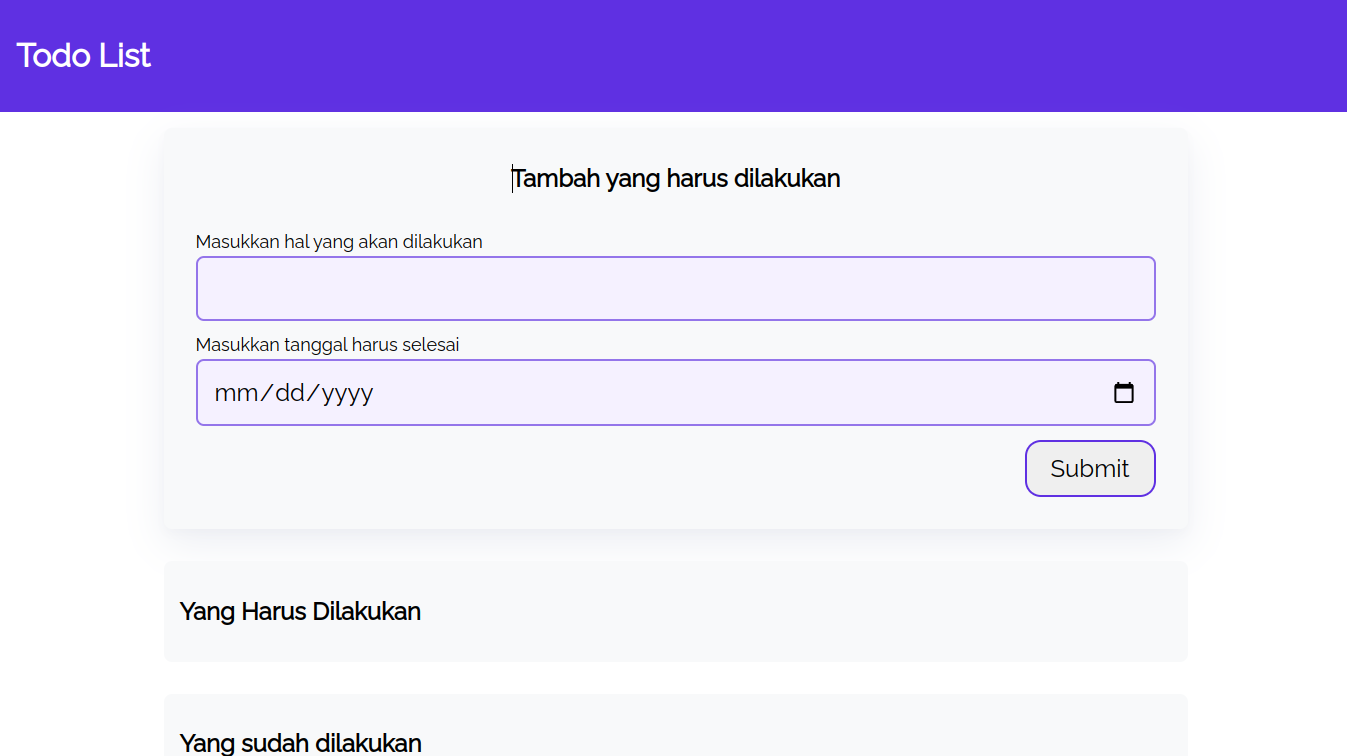 Todo List
Tambah yang harus dilakukan
Masukkan hal yang akan dilakukan
Masukkan tanggal harus selesai
mm/dd/yyyy
Submit
Yang Harus Dilakukan
Yang sudah dilakukan